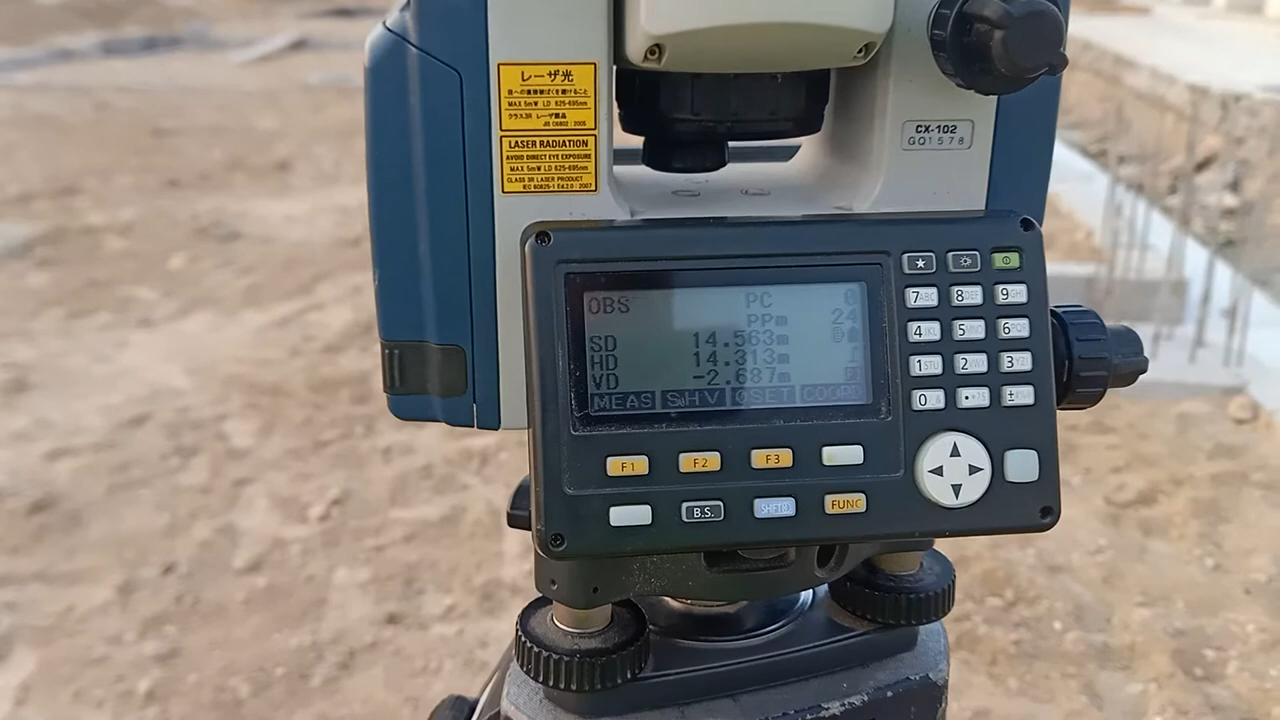 レーザ光
目への直接被ばくを避けること
MAX 5mW LD 625-695nm
クラス3R レーザ製品
JIS C6802 : 2005
LASER RADIATION
AVOID DIRECT EYE EXPOSURE
MAX 5mW LD 625-695nm
CLASS 3R LASER PRODUCT
IEC 60825-1 Ed.2.0 : 2007
CX-102
GQ1578
OBS PC 0
ppm 24
SD 14.563m
HD 14.313m
VD -2.687m
MEAS SHV 0SET COORD
7ABC 8DEF 9GHI
4JKL 5MNO 6PQR
1STU 2VWX 3YZ
0
±
F1 F2 F3
B.S. SHIFT FUNC